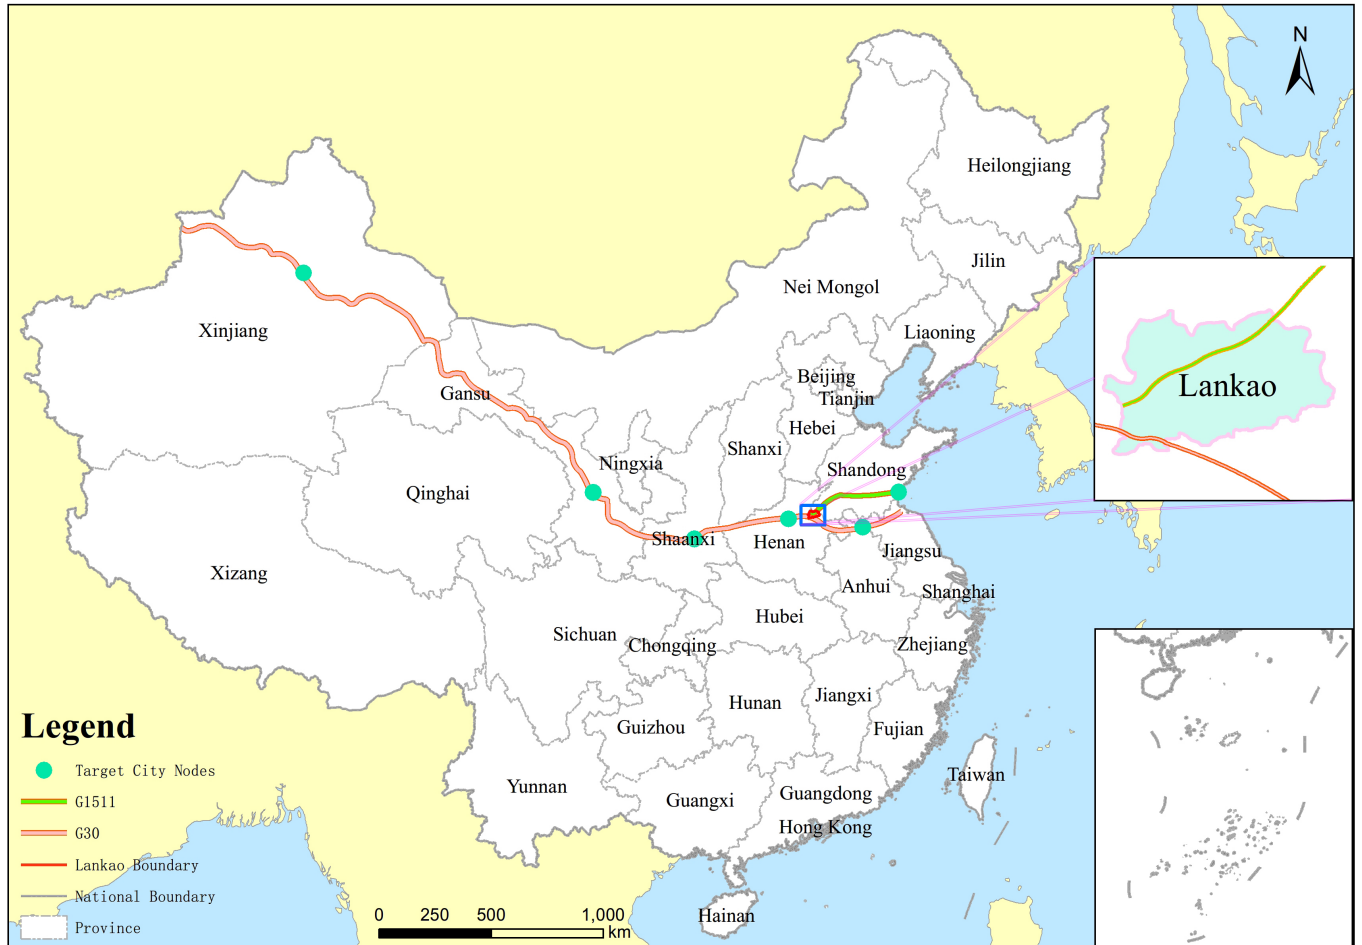 N
Heilongjiang
Jilin
Nei Mongol
Liaoning
Xinjiang
Beijing
Tianjin
Gansu
Hebei
Shanxi
Ningxia
Shandong
Qinghai
Shaanxi
Henan
Jiangsu
Xizang
Anhui
Shanghai
Hubei
Sichuan
Chongqing
Zhejiang
Hunan
Jiangxi
Guizhou
Fujian
Taiwan
Yunnan
Guangxi
Guangdong
Hong Kong
Hainan
Lankao
Legend
Target City Nodes
G1511
G30
Lankao Boundary
National Boundary
Province
0 250 500 1,000
km